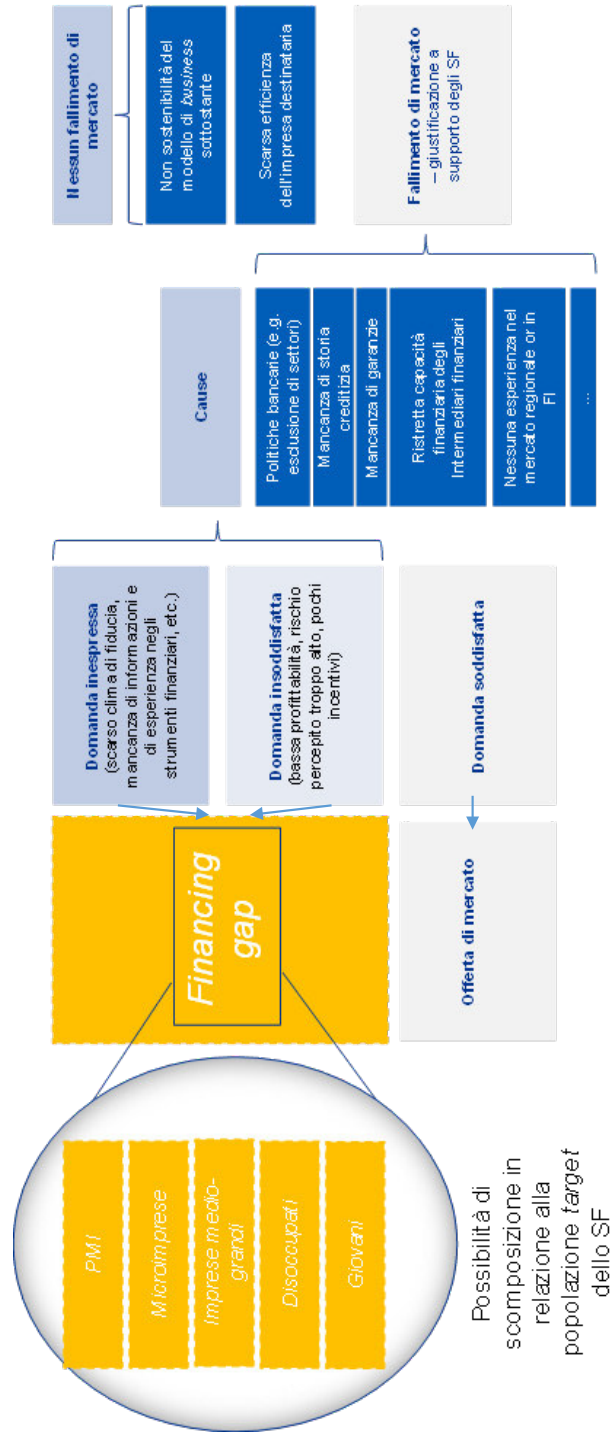 PMI
Microimprese
Imprese medio-
grandi
Disoccupati
Giovani
Possibilità di
scomposizione in
relazione alla
popolazione target
dello SF
Financing
gap
Offerta di mercato
Domanda inespressa
(scarso clima di fiducia,
mancanza di informazioni e
di esperienza negli
strumenti finanziari, etc.)
Domanda insoddisfatta
(bassa profittabilità, rischio
percepito troppo alto, pochi
incentivi)
Domanda soddisfatta
Cause
Politiche bancarie (e.g.
esclusione di settori)
Mancanza di storia
creditizia
Mancanza di garanzie
Ristretta capacità
finanziaria degli
Intermediari finanziari
Nessuna esperienza nel
mercato regionale or in
FI
...
Nessun fallimento di
mercato
Non sostenibilità del
modello di business
sottostante
Scarsa efficienza
dell'impresa destinataria
Fallimento di mercato
– giustificazione a
supporto degli SF